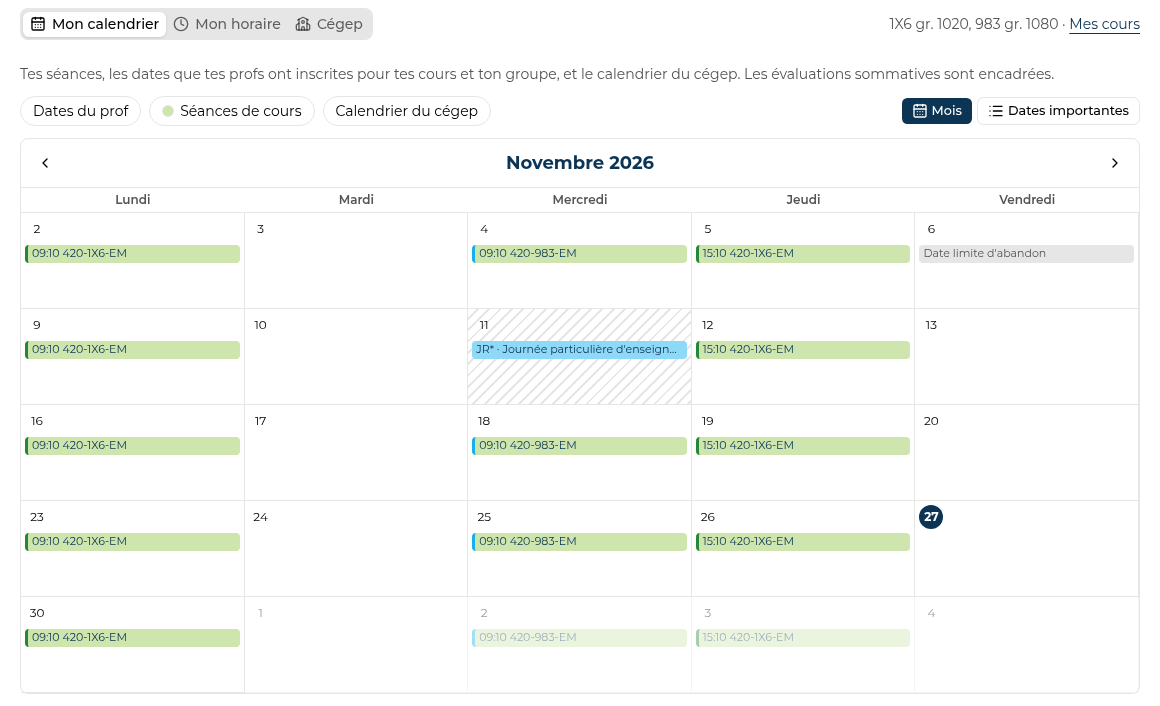 Mon calendrier Mon horaire Cégep 1X6 gr. 1020, 983 gr. 1080 · Mes cours
Tes séances, les dates que tes profs ont inscrites pour tes cours et ton groupe, et le calendrier du cégep. Les évaluations sommatives sont encadrées.
Dates du prof Séances de cours Calendrier du cégep Mois Dates importantes
Novembre 2026
Lundi Mardi Mercredi Jeudi Vendredi
2 3 4 5 6
09:10 420-1X6-EM 09:10 420-983-EM 15:10 420-1X6-EM Date limite d'abandon
9 10 11 12 13
09:10 420-1X6-EM JR* · Journée particulière d'enseign... 15:10 420-1X6-EM
16 17 18 19 20
09:10 420-1X6-EM 09:10 420-983-EM 15:10 420-1X6-EM
23 24 25 26 27
09:10 420-1X6-EM 09:10 420-983-EM 15:10 420-1X6-EM
30 1 2 3 4
09:10 420-1X6-EM 09:10 420-983-EM 15:10 420-1X6-EM